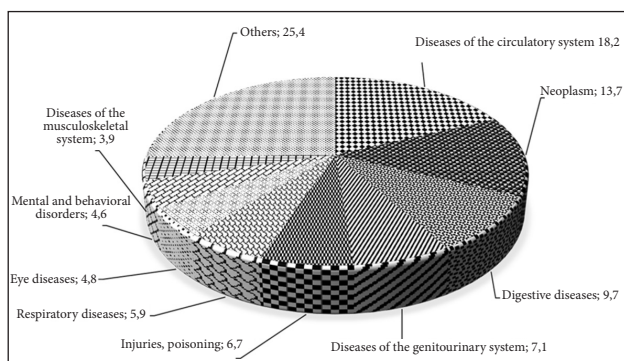 Others; 25,4
Diseases of the circulatory system 18,2
Neoplasm; 13,7
Digestive diseases; 9,7
Diseases of the genitourinary system; 7,1
Injuries, poisoning; 6,7
Respiratory diseases; 5,9
Eye diseases; 4,8
Mental and behavioral
disorders; 4,6
Diseases of the
musculoskeletal
system; 3,9